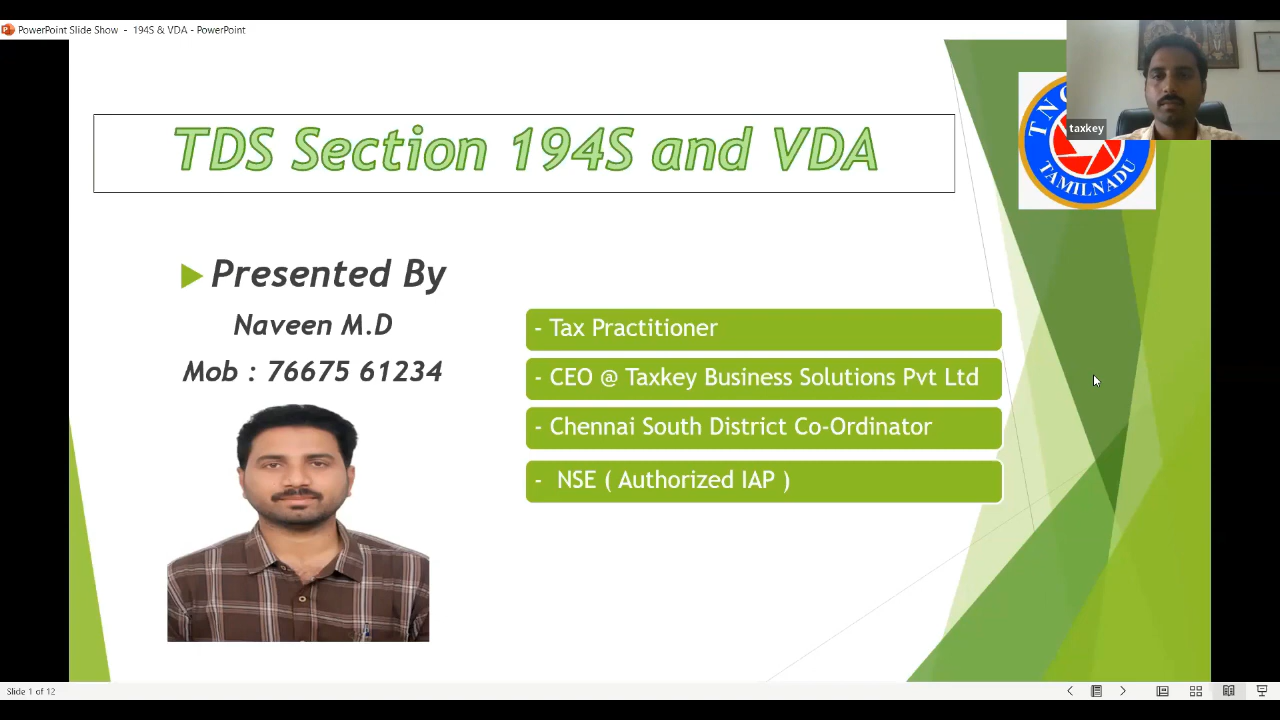 PowerPoint Slide Show - 194S & VDA - PowerPoint
taxkey
TDS Section 194S and VDA
TAMILNADU
Presented By
Naveen M.D
Mob : 76675 61234
- Tax Practitioner
- CEO @ Taxkey Business Solutions Pvt Ltd
- Chennai South District Co-Ordinator
- NSE ( Authorized IAP )
Slide 1 of 12